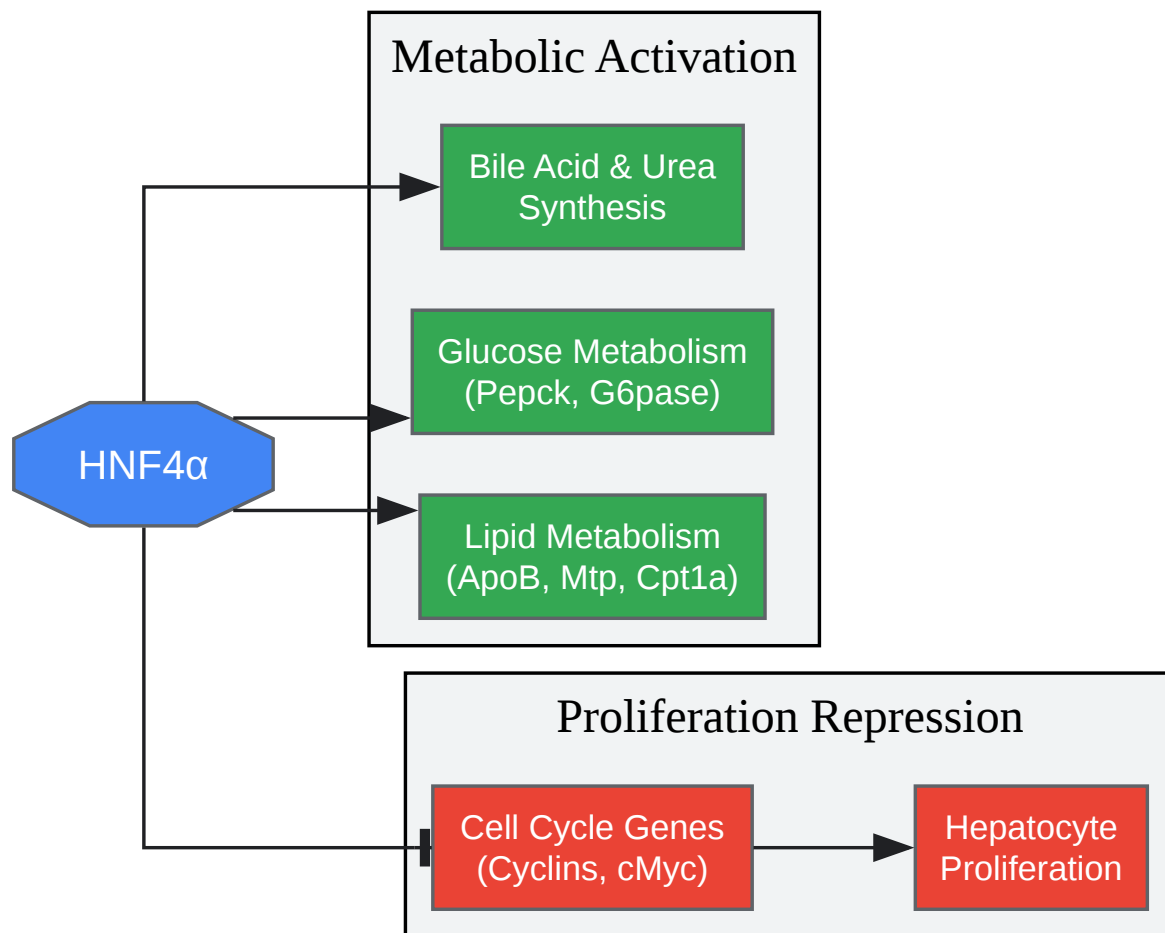 Metabolic Activation
Bile Acid & Urea
Synthesis
Glucose Metabolism
(Pepck, G6pase)
HNF4α
Lipid Metabolism
(ApoB, Mtp, Cpt1a)
Proliferation Repression
Cell Cycle Genes
(Cyclins, cMyc)
Hepatocyte
Proliferation